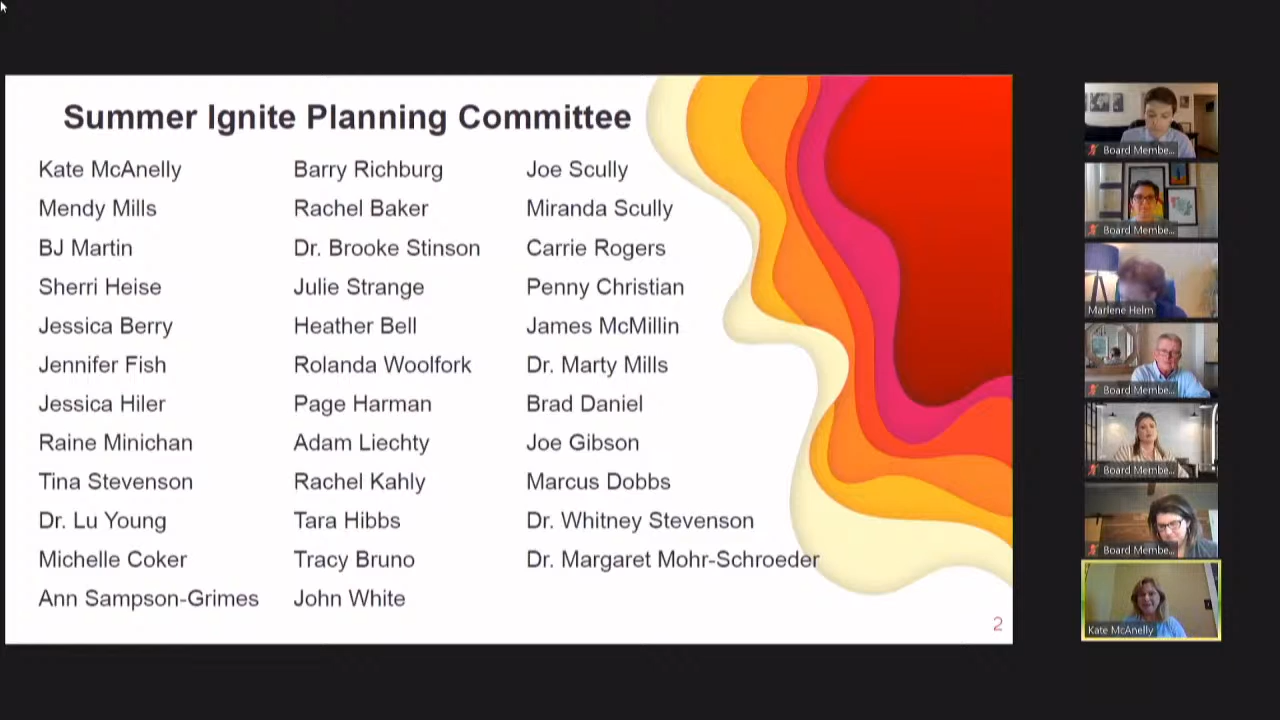 Summer Ignite Planning Committee
Kate McAnelly
Mendy Mills
BJ Martin
Sherri Heise
Jessica Berry
Jennifer Fish
Jessica Hiler
Raine Minichan
Tina Stevenson
Dr. Lu Young
Michelle Coker
Ann Sampson-Grimes
Barry Richburg
Rachel Baker
Dr. Brooke Stinson
Julie Strange
Heather Bell
Rolanda Woolfork
Page Harman
Adam Liechty
Rachel Kahly
Tara Hibbs
Tracy Bruno
John White
Joe Scully
Miranda Scully
Carrie Rogers
Penny Christian
James McMillin
Dr. Marty Mills
Brad Daniel
Joe Gibson
Marcus Dobbs
Dr. Whitney Stevenson
Dr. Margaret Mohr-Schroeder
2
Board Membe...
Board Membe...
Marlene Helm
Board Membe...
Board Membe...
Board Membe...
Kate McAnelly